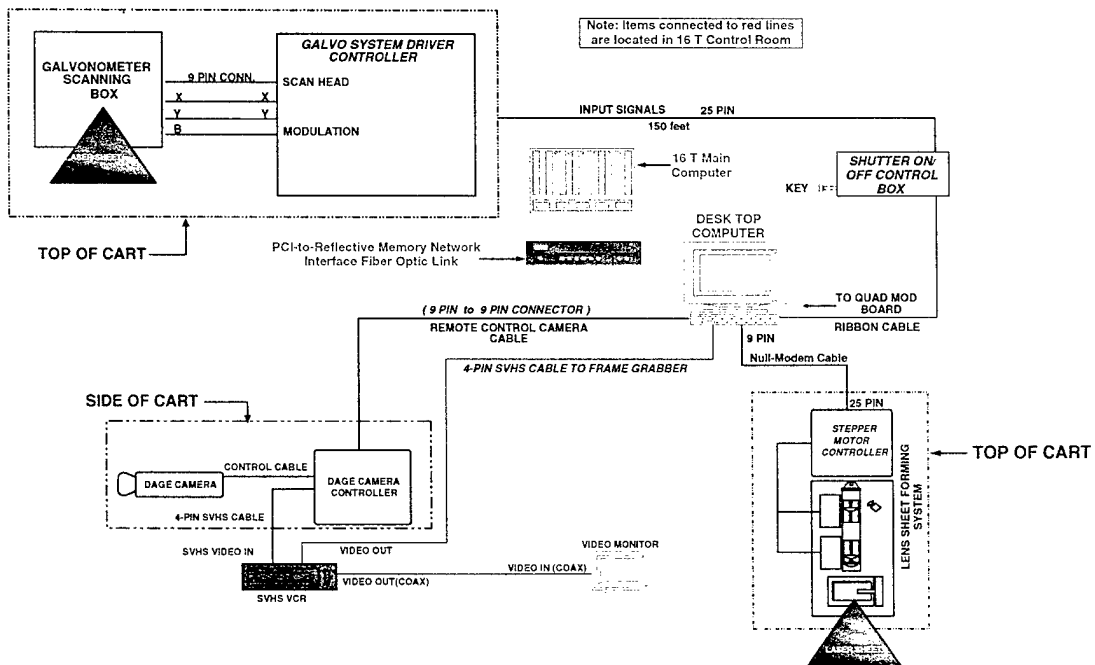 Note: Items connected to red lines
are located in 16 T Control Room
GALVO SYSTEM DRIVER
CONTROLLER
GALVONOMETER
SCANNING
BOX
9 PIN CONN.
SCAN HEAD
X X
Y Y
B
MODULATION
LASER SHEET
TOP OF CART
INPUT SIGNALS 25 PIN
150 feet
16 T Main
Computer
SHUTTER ON/
OFF CONTROL
BOX
KEY
DESK TOP
COMPUTER
PCI-to-Reflective Memory Network
Interface Fiber Optic Link
TO QUAD MOD
BOARD
RIBBON CABLE
( 9 PIN to 9 PIN CONNECTOR )
REMOTE CONTROL CAMERA
CABLE
9 PIN
Null-Modem Cable
4-PIN SVHS CABLE TO FRAME GRABBER
SIDE OF CART
25 PIN
STEPPER
MOTOR
CONTROLLER
TOP OF CART
LENS SHEET FORMING
SYSTEM
CONTROL CABLE
DAGE CAMERA
DAGE CAMERA
CONTROLLER
4-PIN SVHS CABLE
SVHS VIDEO IN
VIDEO OUT
VIDEO MONITOR
VIDEO IN (COAX)
VIDEO OUT(COAX)
SVHS VCR
LASER SHEET